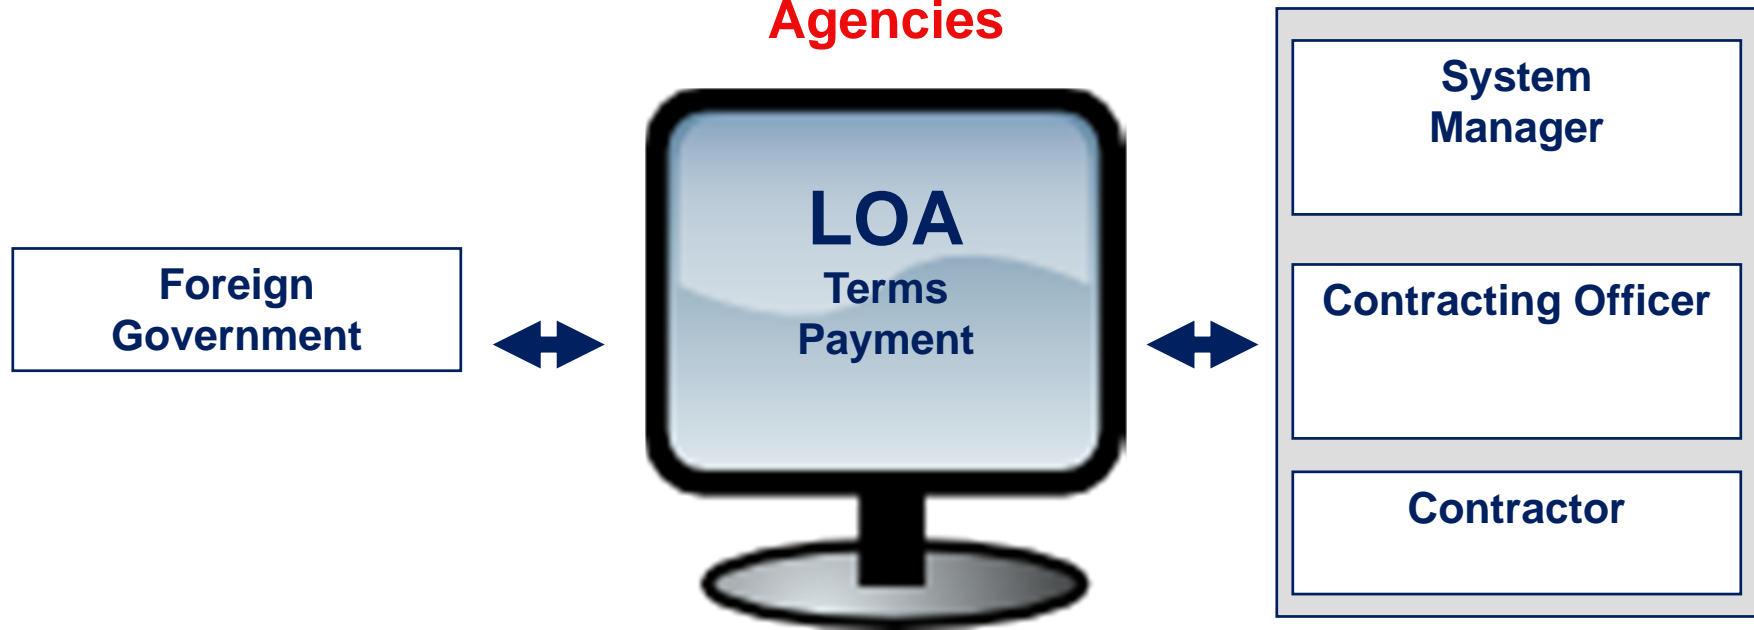 Agencies
Foreign
Government
LOA
Terms
Payment
System
Manager
Contracting Officer
Contractor